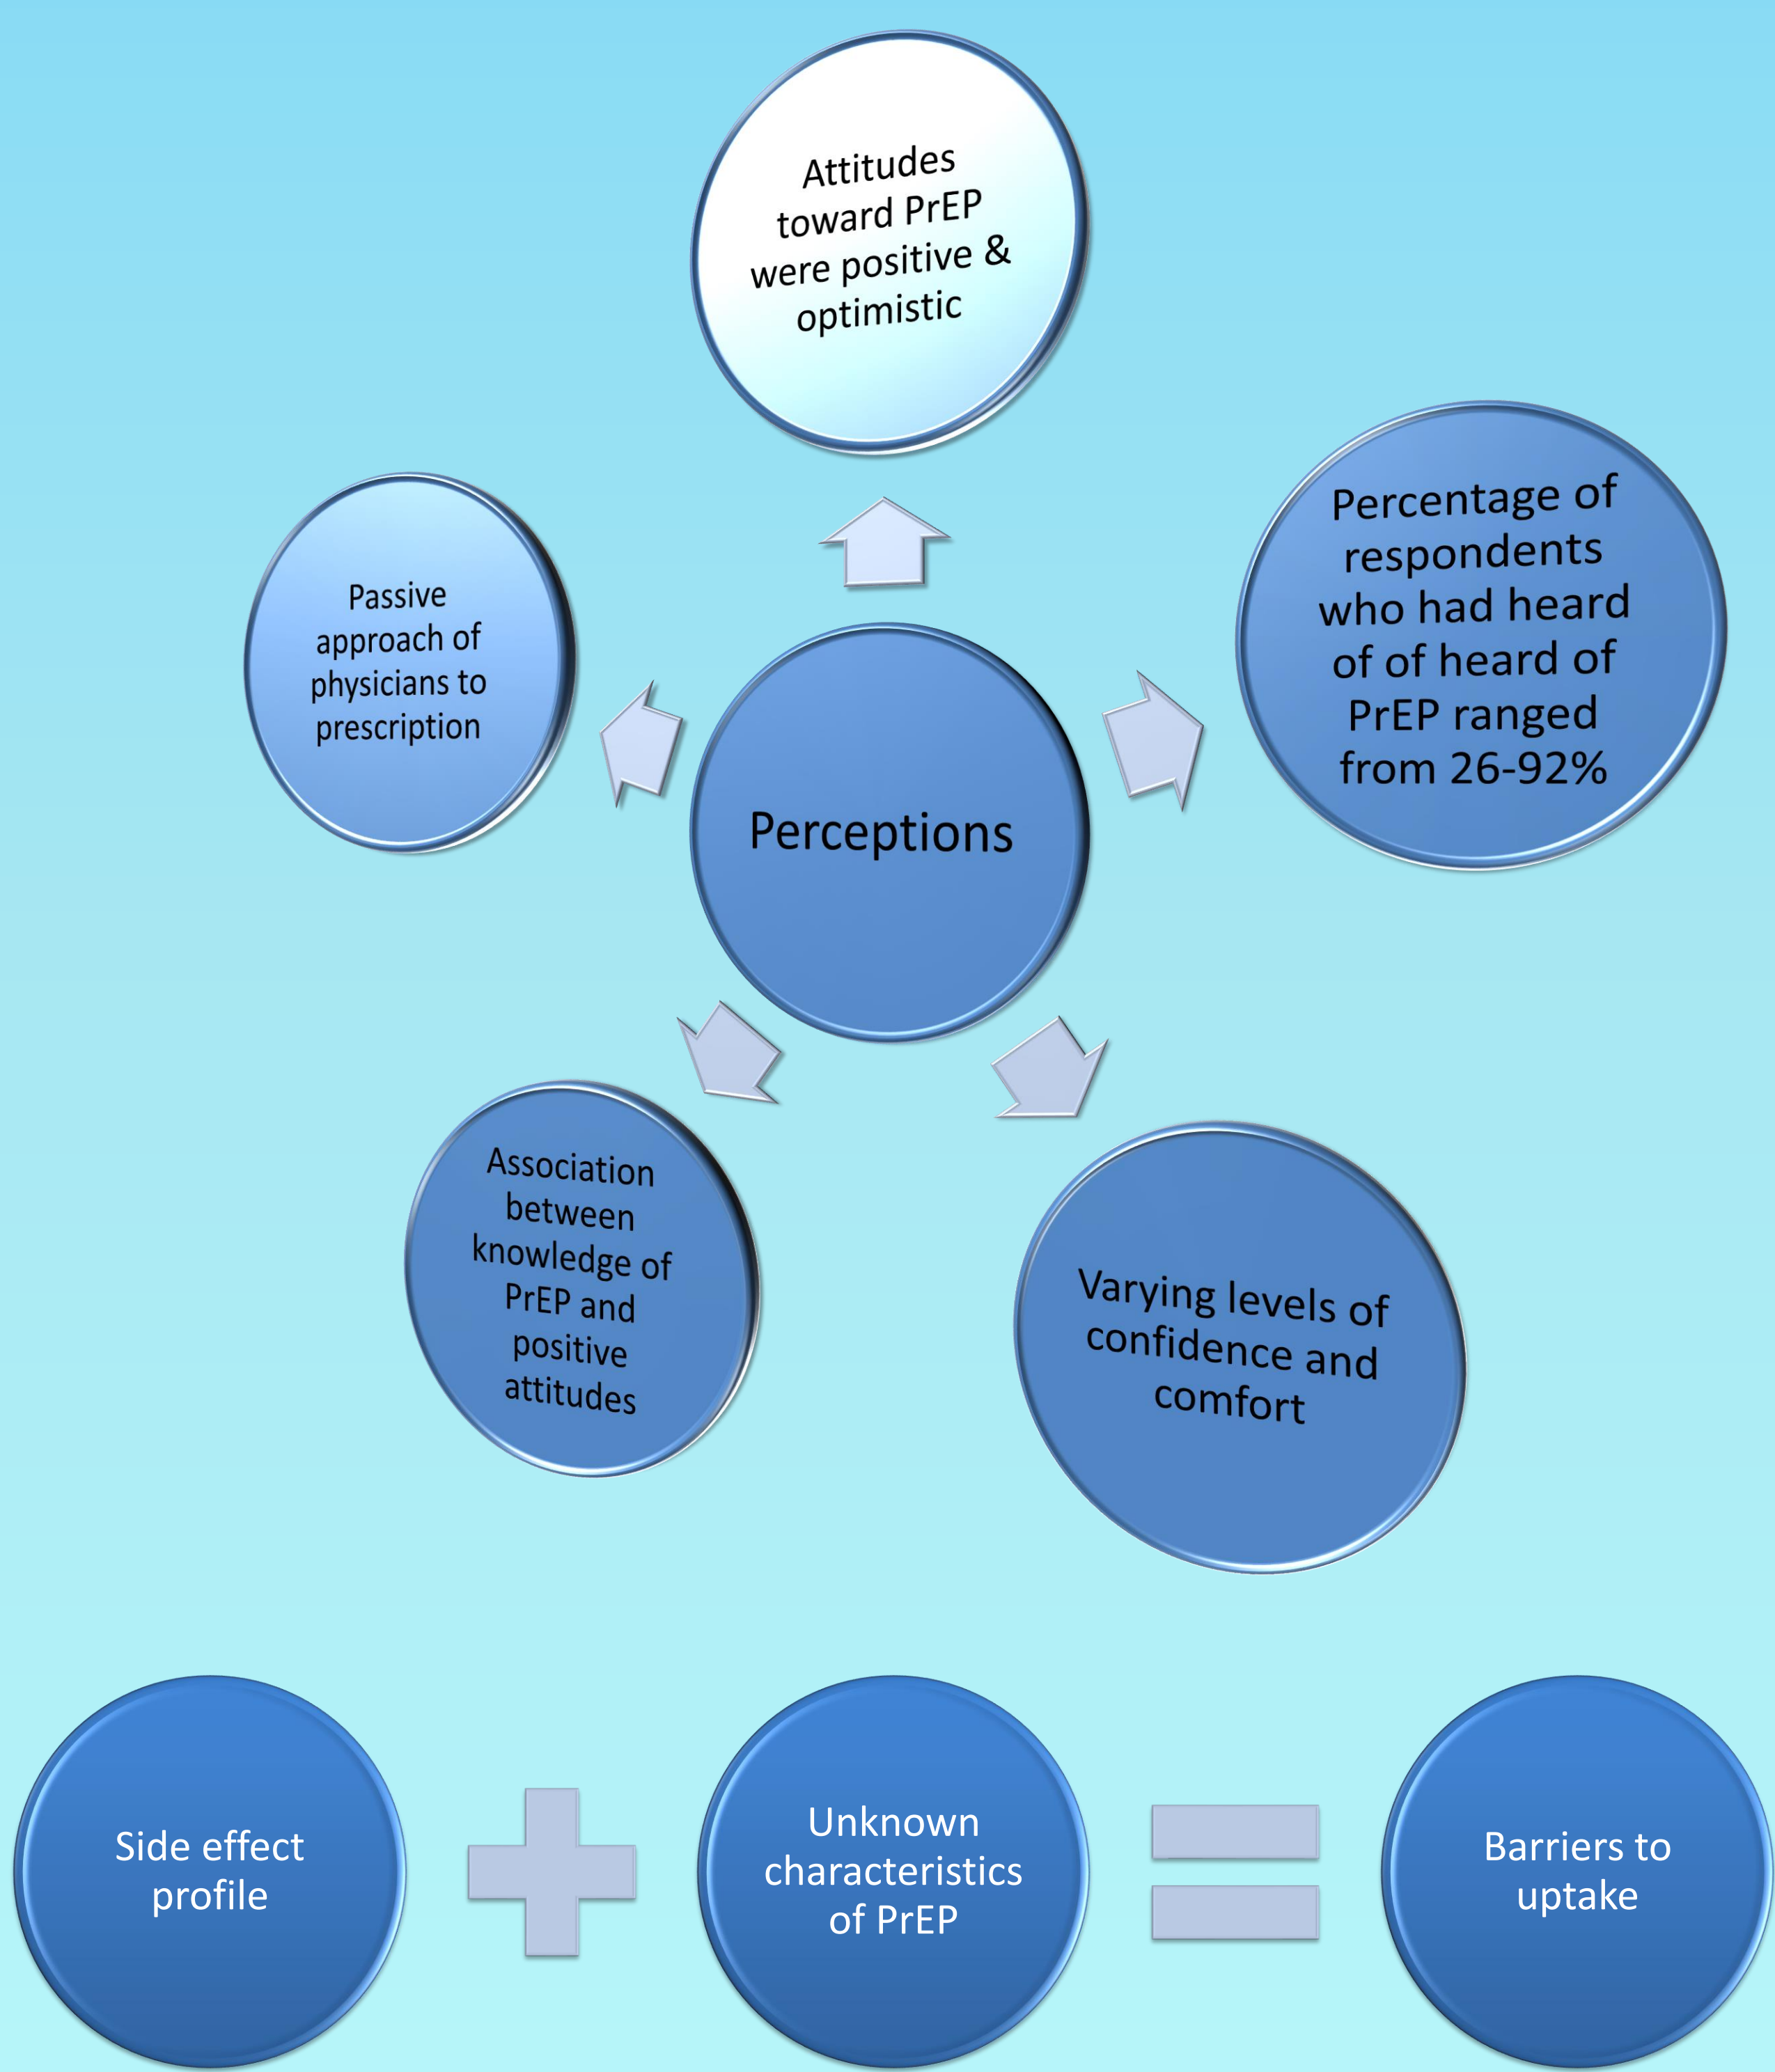 Attitudes
toward PrEP
were positive &
optimistic
Percentage of
respondents
who had heard
of of heard of
PrEP ranged
from 26-92%
Passive
approach of
physicians to
prescription
Perceptions
Association
between
knowledge of
PrEP and
positive
attitudes
Varying levels of
confidence and
comfort
Side effect
profile
Unknown
characteristics
of PrEP
Barriers to
uptake